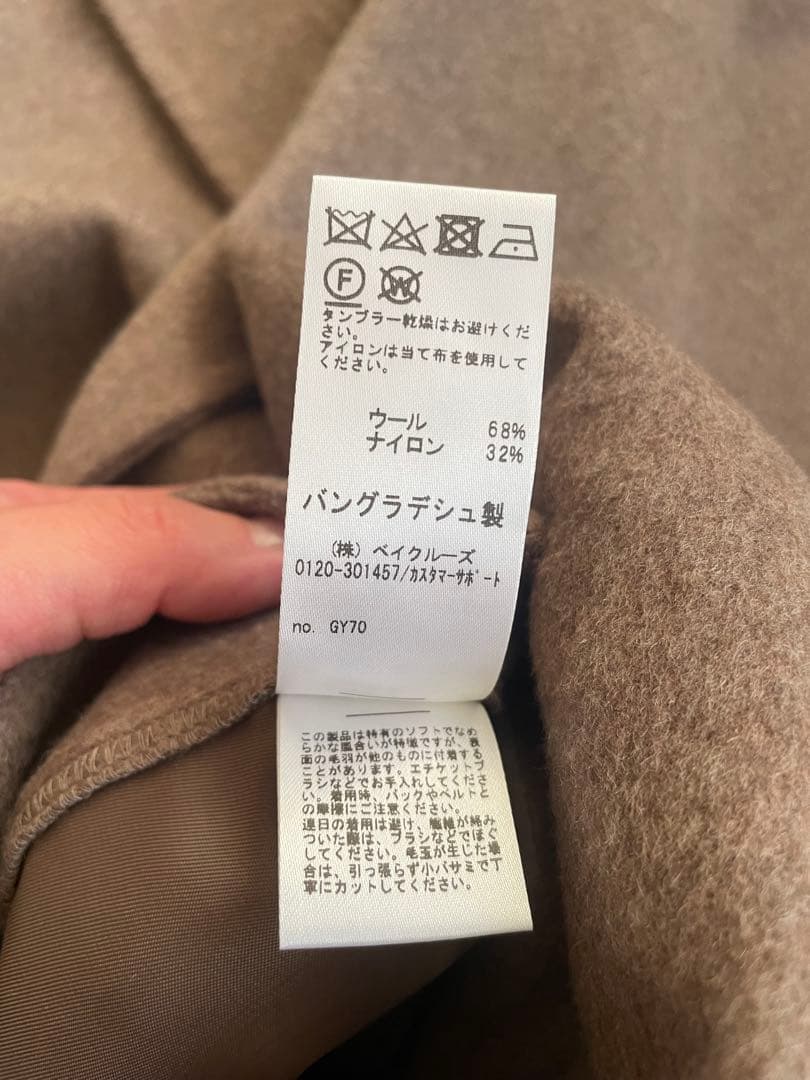 F
W
タンブラー乾燥はお避けくだ
さい。
アイロンは当て布を使用して
ください。
ウール 68%
ナイロン 32%
バングラデシュ製
(株) ベイクルーズ
0120-301457/カスタマーサポート
no. GY70
この製品は特有のソフトでなめ
らかな風合いが特徴ですが、表
面の毛羽が他のものに付着する
ことがあります。エチケットブ
ラシなどでお手入れしてくださ
い。着用時、バックやベルトと
の摩擦にご注意ください。
連日の着用は避け、繊維が絡み
ついた際は、ブラシなどでほぐ
してください。毛玉が生じた場
合は、引っ張らず小バサミで丁
寧にカットしてください。